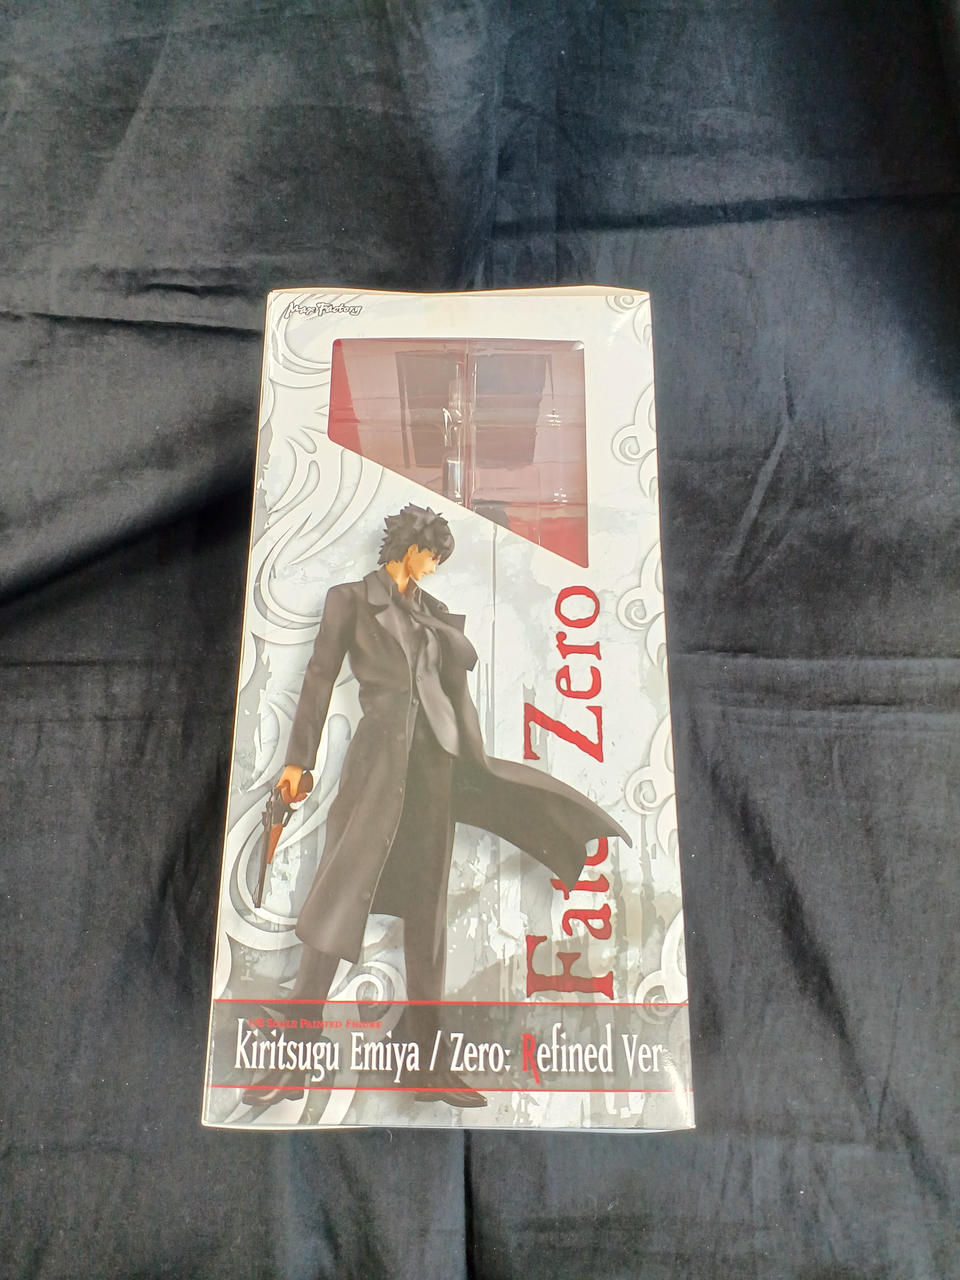 Max Factory
Fate Zero
1/8 Scale Painted Figure
Kiritsugu Emiya / Zero: Refined Ver